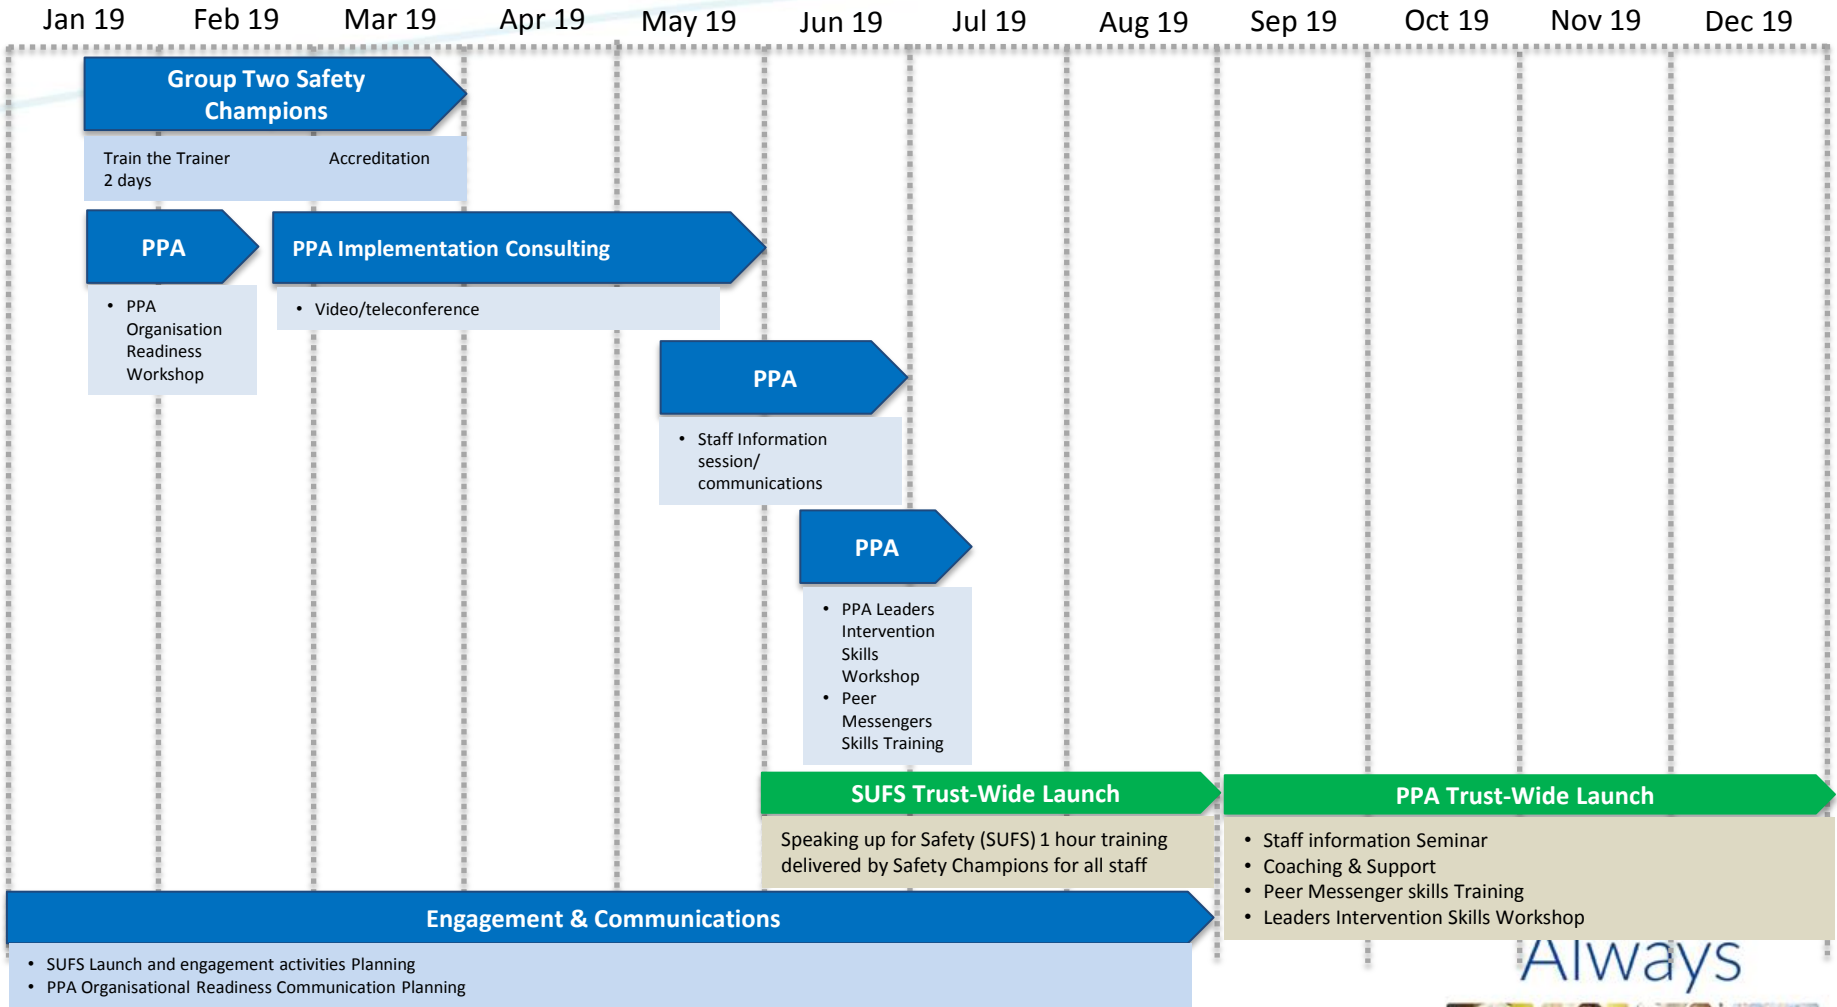 Jan 19 Feb 19 Mar 19 Apr 19 May 19 Jun 19 Jul 19 Aug 19 Sep 19 Oct 19 Nov 19 Dec 19
Group Two Safety
Champions
Train the Trainer
2 days
Accreditation
PPA
• PPA
Organisation
Readiness
Workshop
PPA Implementation Consulting
• Video/teleconference
PPA
• Staff Information
session/
communications
PPA
• PPA Leaders
Intervention
Skills
Workshop
• Peer
Messengers
Skills Training
SUFS Trust-Wide Launch
Speaking up for Safety (SUFS) 1 hour training
delivered by Safety Champions for all staff
PPA Trust-Wide Launch
• Staff information Seminar
• Coaching & Support
• Peer Messenger skills Training
• Leaders Intervention Skills Workshop
Engagement & Communications
• SUFS Launch and engagement activities Planning
• PPA Organisational Readiness Communication Planning
Always